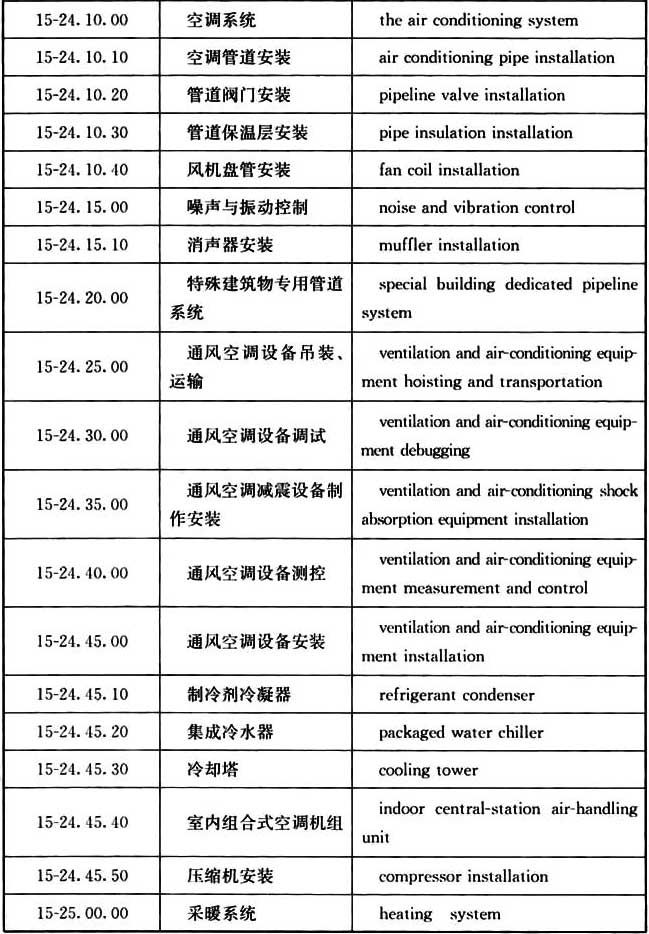 15-24.10.00 空调系统 the air conditioning system
15-24.10.10 空调管道安装 air conditioning pipe installation
15-24.10.20 管道阀门安装 pipeline valve installation
15-24.10.30 管道保温层安装 pipe insulation installation
15-24.10.40 风机盘管安装 fan coil installation
15-24.15.00 噪声与振动控制 noise and vibration control
15-24.15.10 消声器安装 muffler installation
15-24.20.00 特殊建筑物专用管道 special building dedicated pipeline
系统 system
15-24.25.00 通风空调设备吊装、 ventilation and air-conditioning equip-
运输 ment hoisting and transportation
15-24.30.00 通风空调设备调试 ventilation and air-conditioning equip-
ment debugging
15-24.35.00 通风空调减震设备制 ventilation and air-conditioning shock
作安装 absorption equipment installation
15-24.40.00 通风空调设备测控 ventilation and air-conditioning equip-
ment measurement and control
15-24.45.00 通风空调设备安装 ventilation and air-conditioning equip-
ment installation
15-24.45.10 制冷剂冷凝器 refrigerant condenser
15-24.45.20 集成冷水器 packaged water chiller
15-24.45.30 冷却塔 cooling tower
15-24.45.40 室内组合式空调机组 indoor central-station air-handling
unit
15-24.45.50 压缩机安装 compressor installation
15-25.00.00 采暖系统 heating system